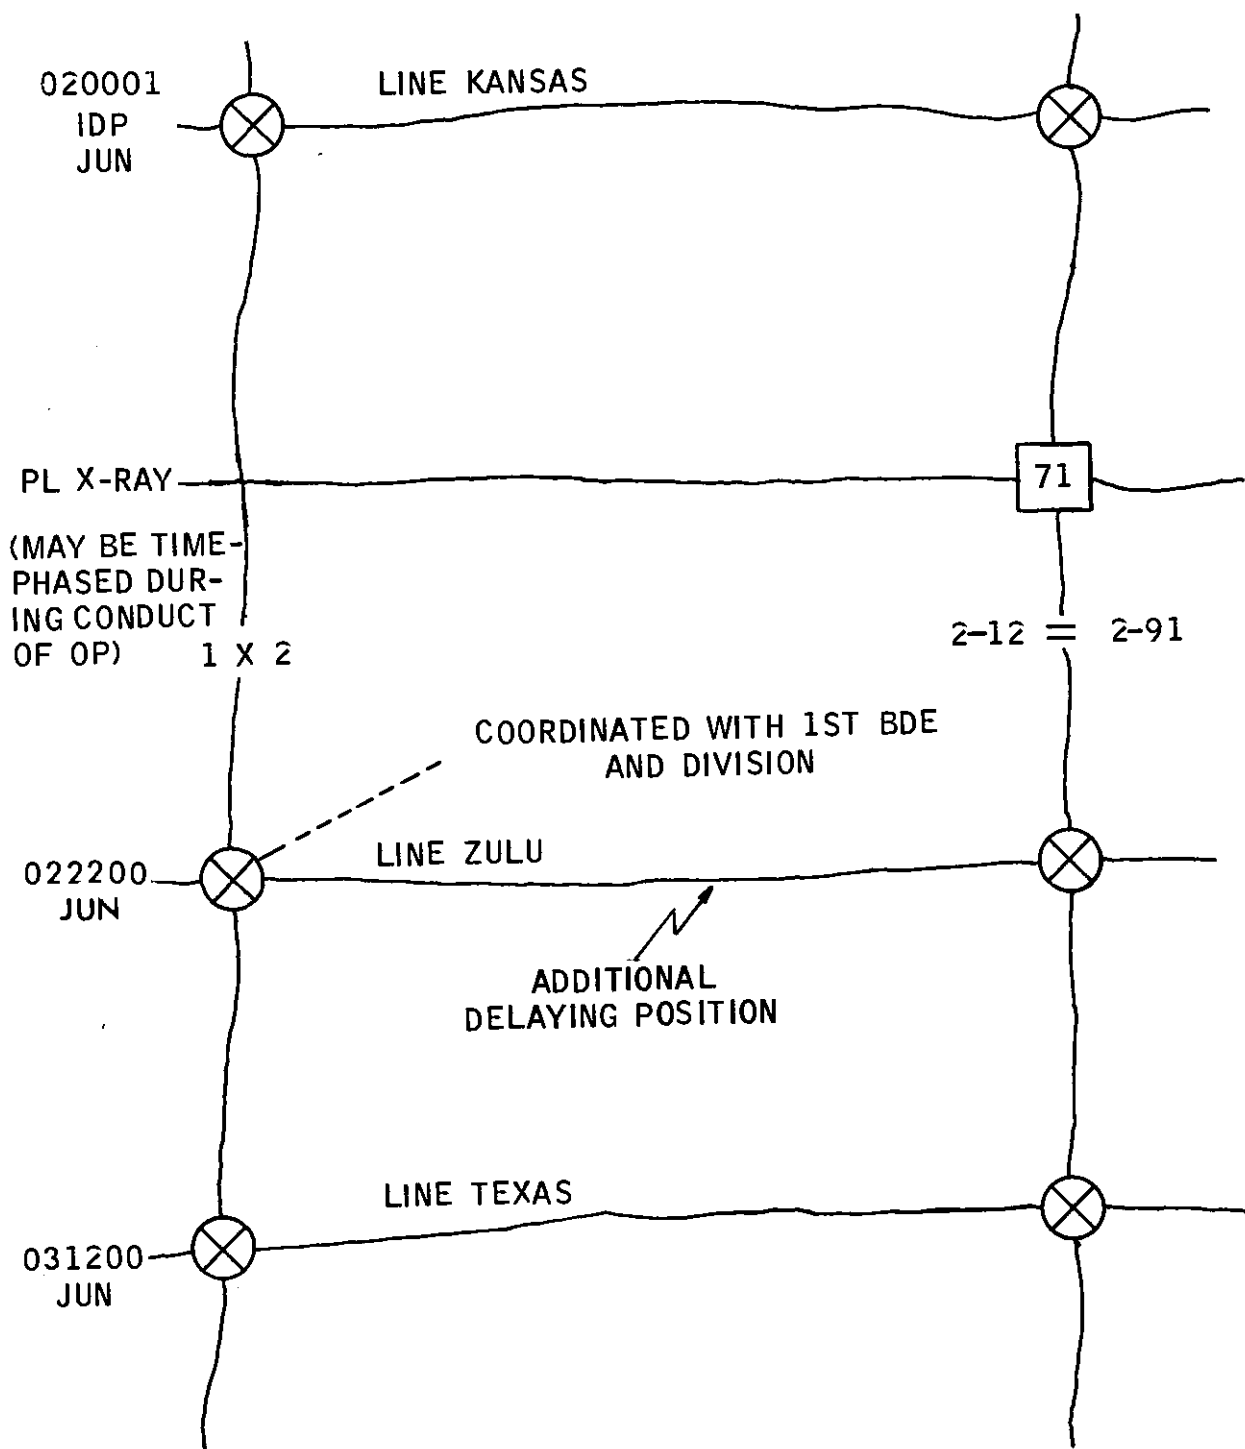 020001
IDP
JUN
LINE KANSAS
PL X-RAY
71
(MAY BE TIME-
PHASED DUR-
ING CONDUCT
OF OP)
1 X 2
2-12 = 2-91
COORDINATED WITH 1ST BDE
AND DIVISION
LINE ZULU
022200
JUN
ADDITIONAL
DELAYING POSITION
LINE TEXAS
031200
JUN